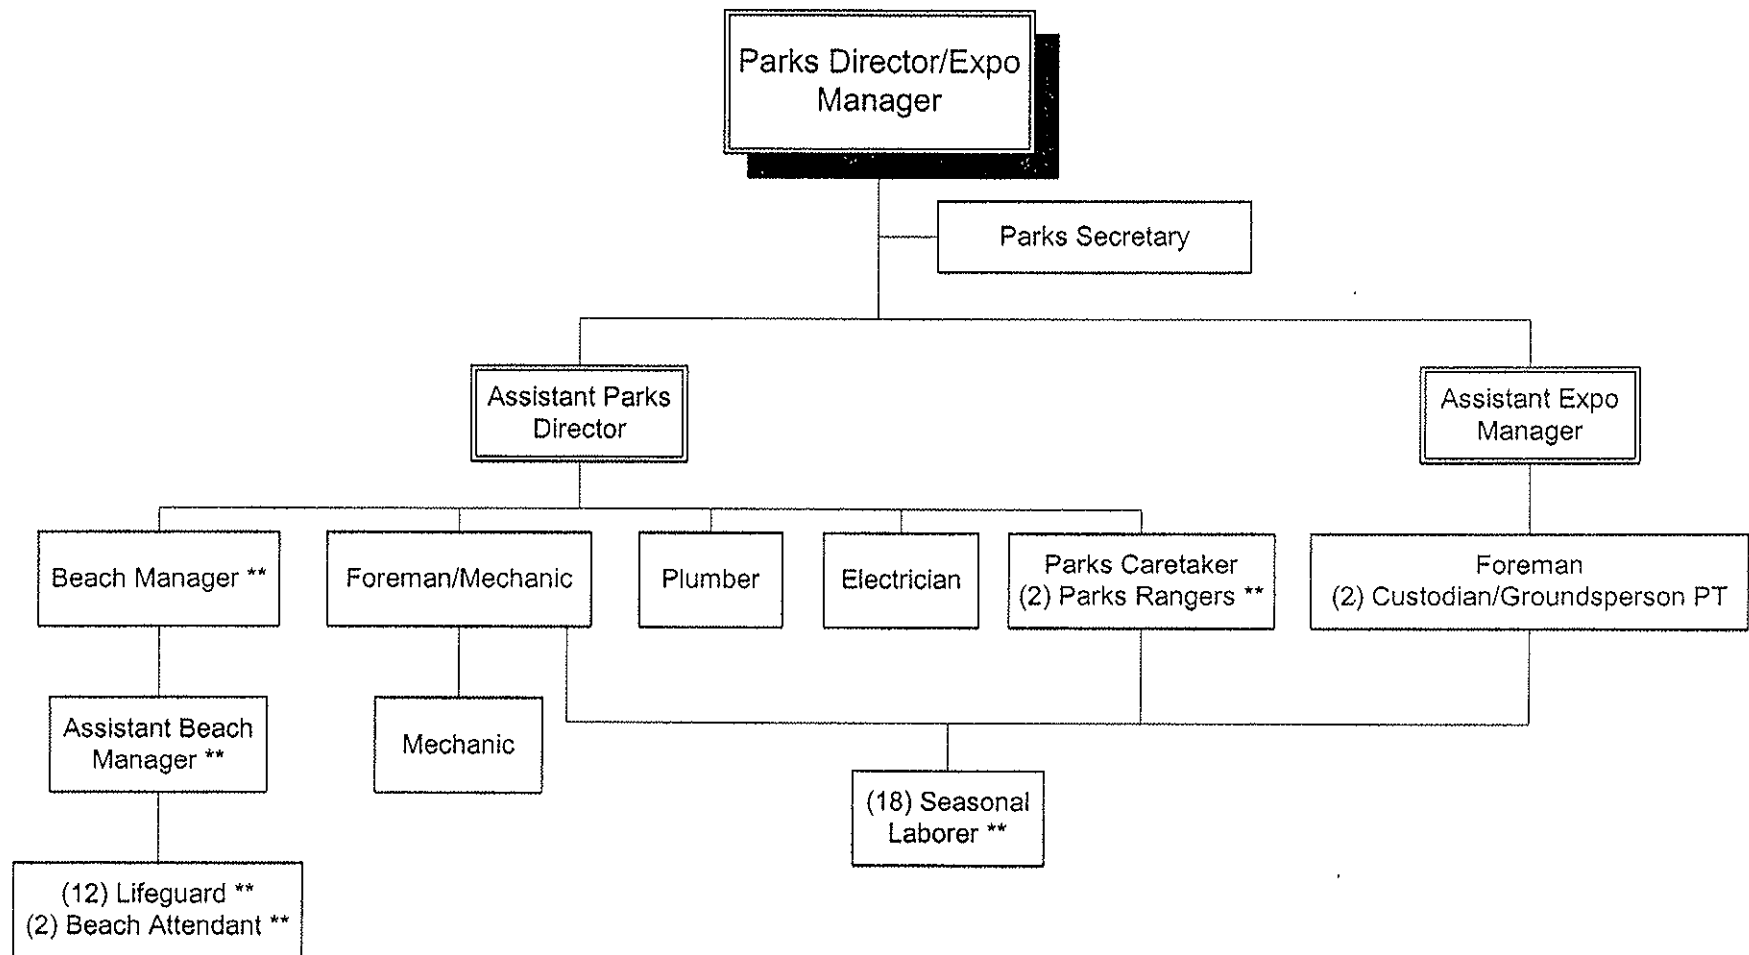 Parks Director/Expo
Manager
Parks Secretary
Assistant Parks
Director
Assistant Expo
Manager
Beach Manager **
Foreman/Mechanic
Plumber
Electrician
Parks Caretaker
(2) Parks Rangers **
Foreman
(2) Custodian/Groundsperson PT
Assistant Beach
Manager **
Mechanic
(18) Seasonal
Laborer **
(12) Lifeguard **
(2) Beach Attendant **